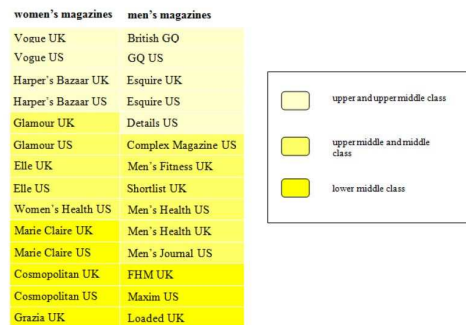 women's magazines men's magazines
Vogue UK British GQ
Vogue US GQ US
Harper's Bazaar UK Esquire UK
Harper's Bazaar US Esquire US
Glamour UK Details US
Glamour US Complex Magazine US
Elle UK Men's Fitness UK
Elle US Shortlist UK
Women's Health US Men's Health US
Marie Claire UK Men's Health UK
Marie Claire US Men's Journal US
Cosmopolitan UK FHM UK
Cosmopolitan US Maxim US
Grazia UK Loaded UK
upper and upper middle class
upper middle and middle
class
lower middle class